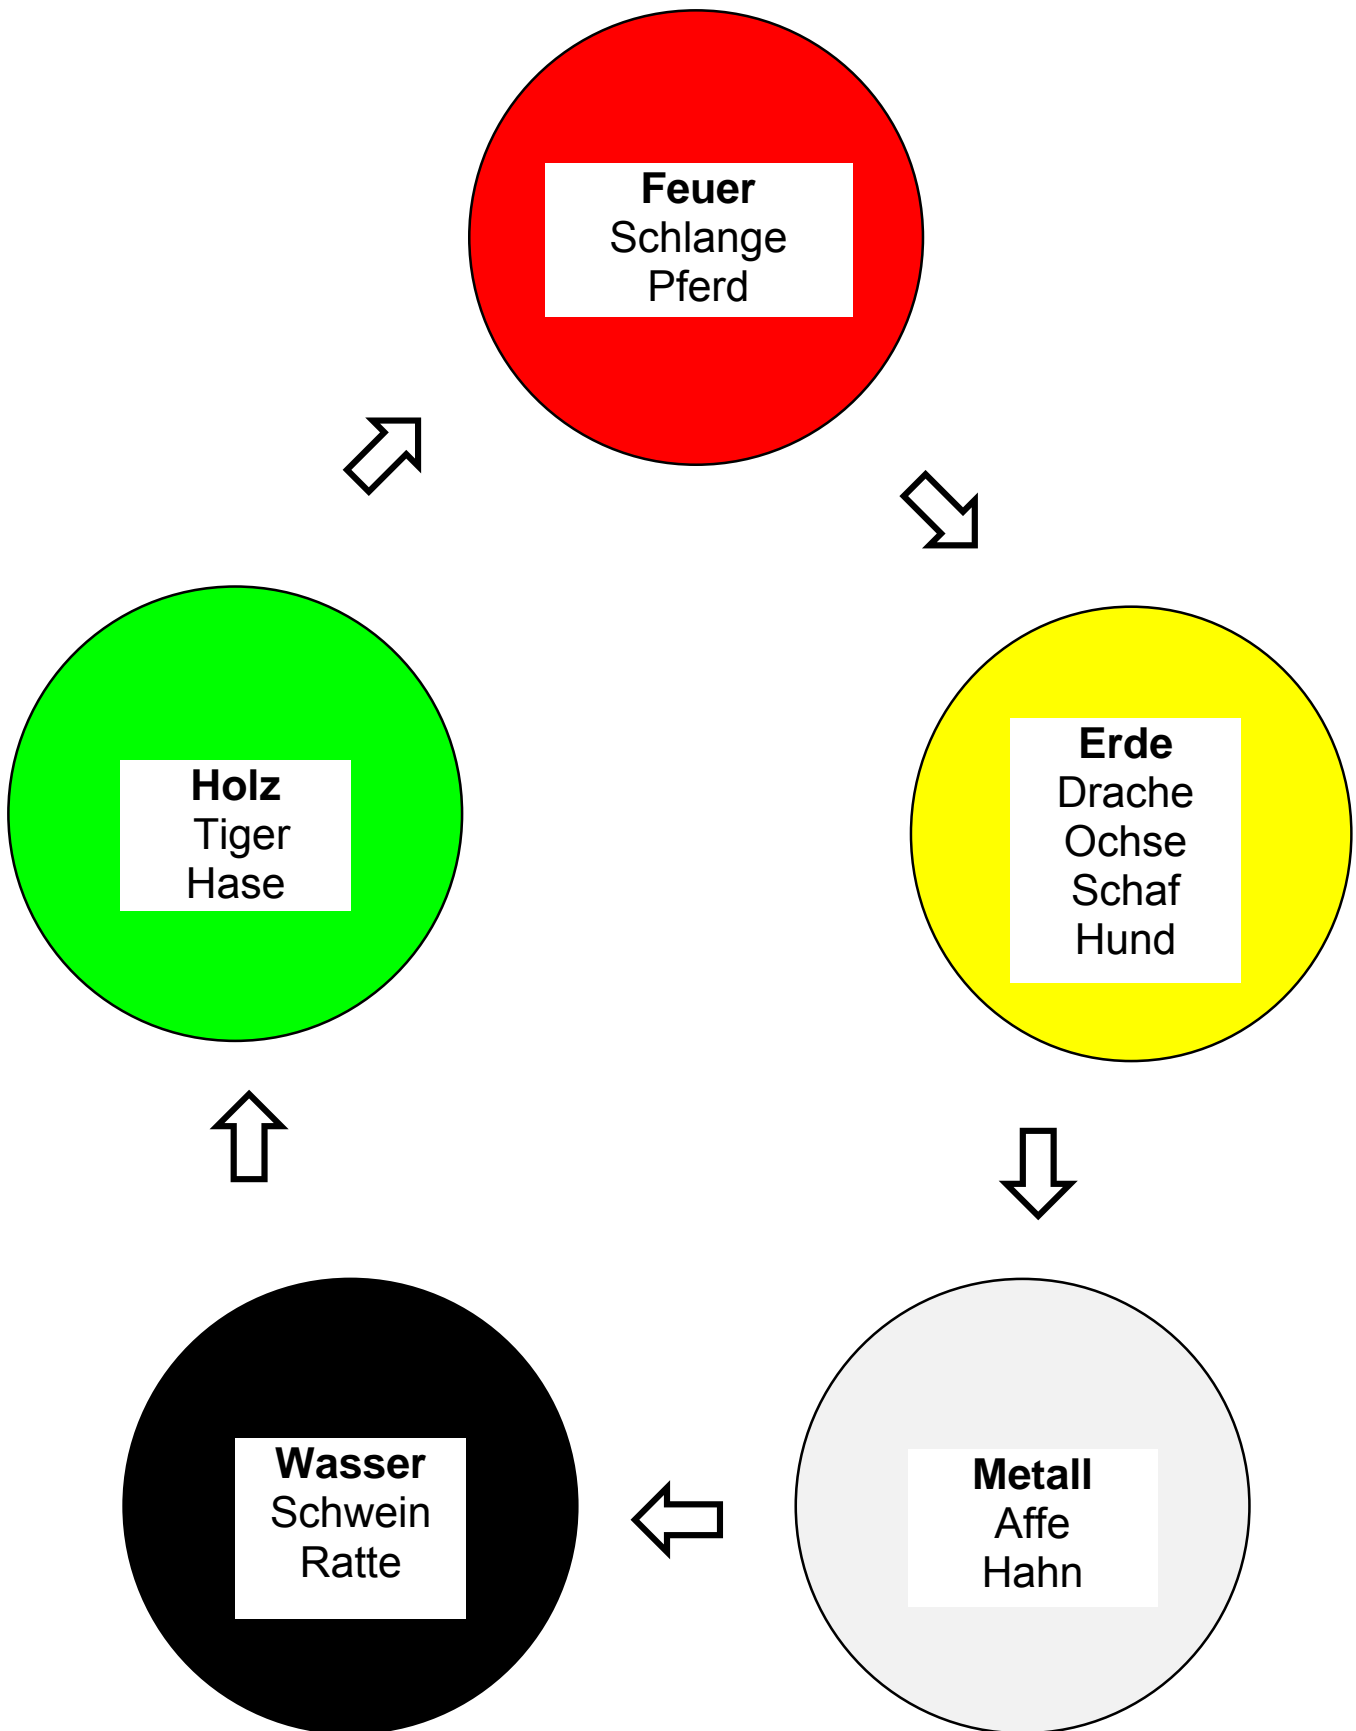 Feuer
Schlange
Pferd
Holz
Tiger
Hase
Erde
Drache
Ochse
Schaf
Hund
Wasser
Schwein
Ratte
Metall
Affe
Hahn